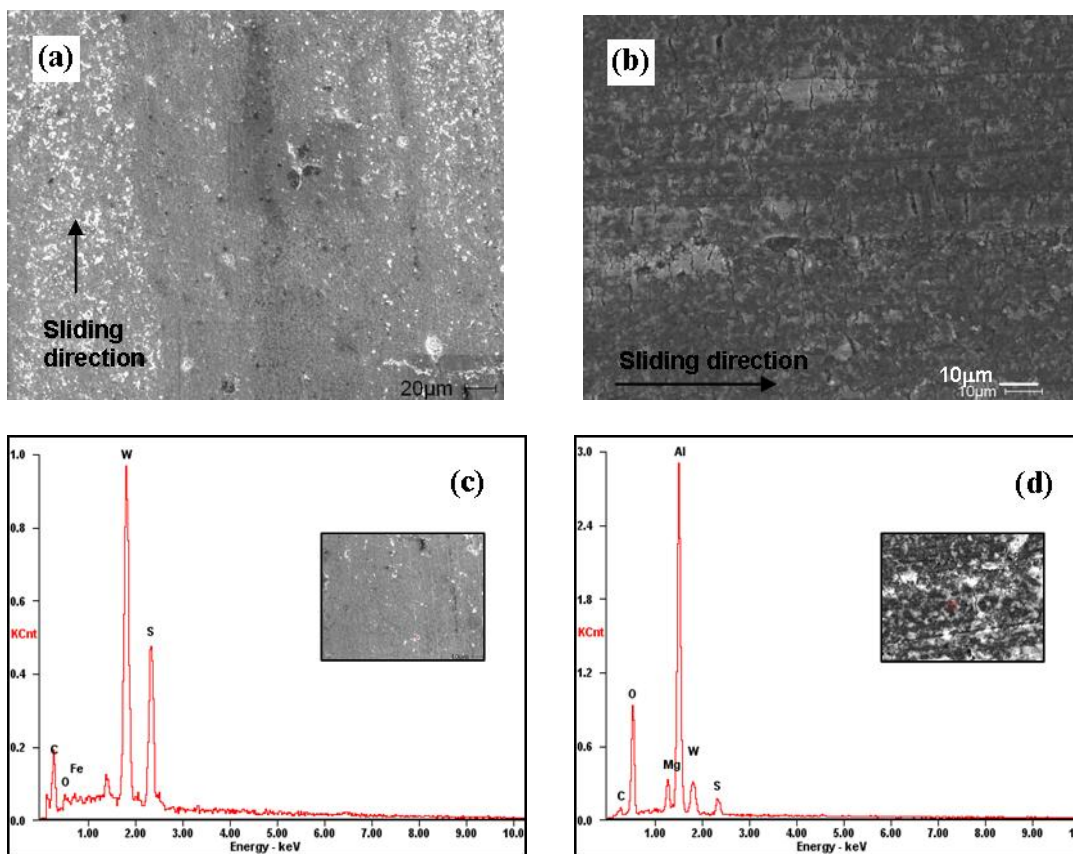 (a)
Sliding
direction
20μm
(b)
Sliding direction
10μm
10μm
1.0
0.8
0.6
KCnt
0.4
0.2
0.0
W
S
C
O
Fe
(c)
1.00 2.00 3.00 4.00 5.00 6.00 7.00 8.00 9.00 10.0
Energy - keV
3.0
2.4
1.8
KCnt
1.2
0.6
0.0
Al
O
Mg
W
C
S
(d)
1.00 2.00 3.00 4.00 5.00 6.00 7.00 8.00 9.00 1
Energy - keV